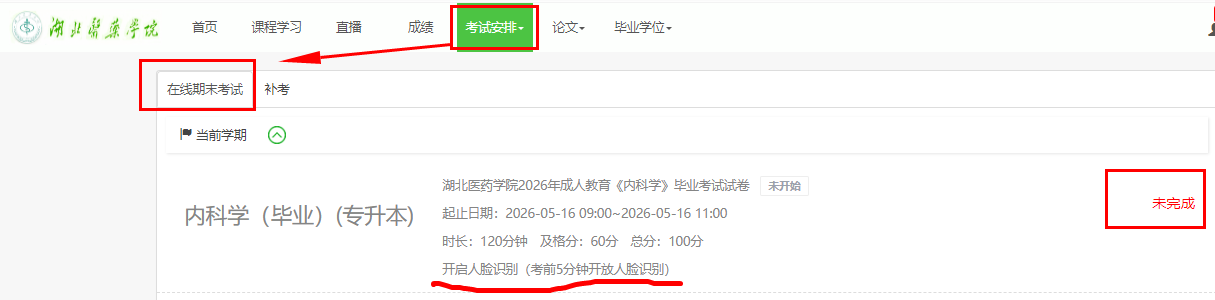 湖北医药学院 首页 课程学习 直播 成绩 考试安排 论文 毕业学位
在线期末考试 补考
当前学期
湖北医药学院2026年成人教育《内科学》毕业考试试卷 未开始
内科学（毕业）(专升本)
起止日期：2026-05-16 09:00~2026-05-16 11:00
未完成
时长：120分钟 及格分：60分 总分：100分
开启人脸识别（考前5分钟开放人脸识别）